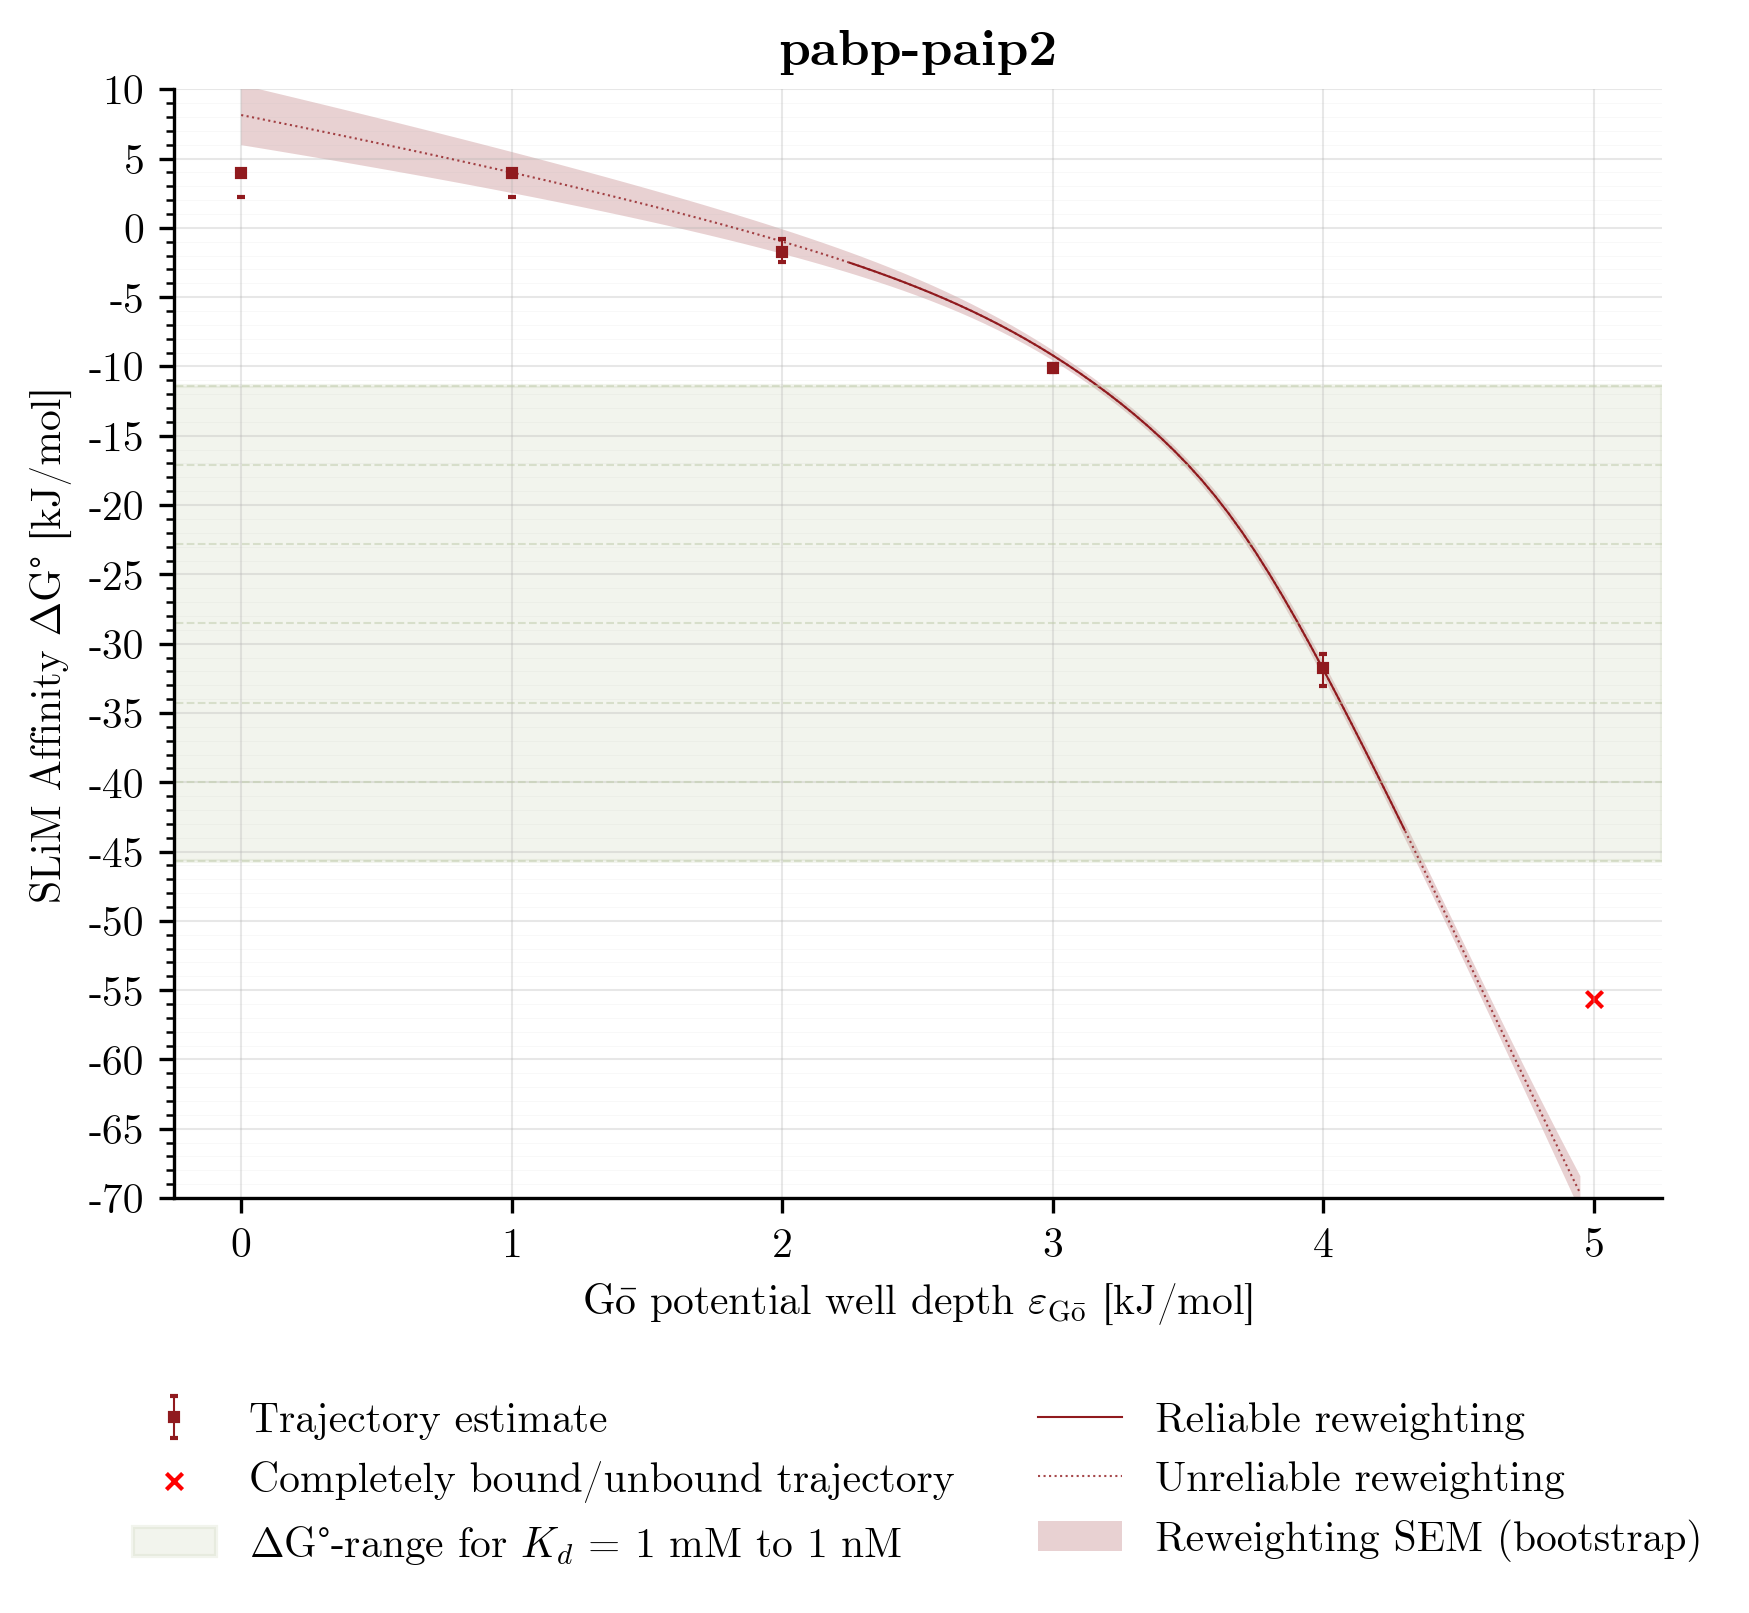 pabp-paip2
10
5
0
-5
-10
-15
-20
-25
-30
-35
-40
-45
-50
-55
-60
-65
-70
SLiM Affinity ΔG° [kJ/mol]
0 1 2 3 4 5
Gō potential well depth εGō [kJ/mol]
Trajectory estimate
Completely bound/unbound trajectory
ΔG°-range for Kd = 1 mM to 1 nM
Reliable reweighting
Unreliable reweighting
Reweighting SEM (bootstrap)